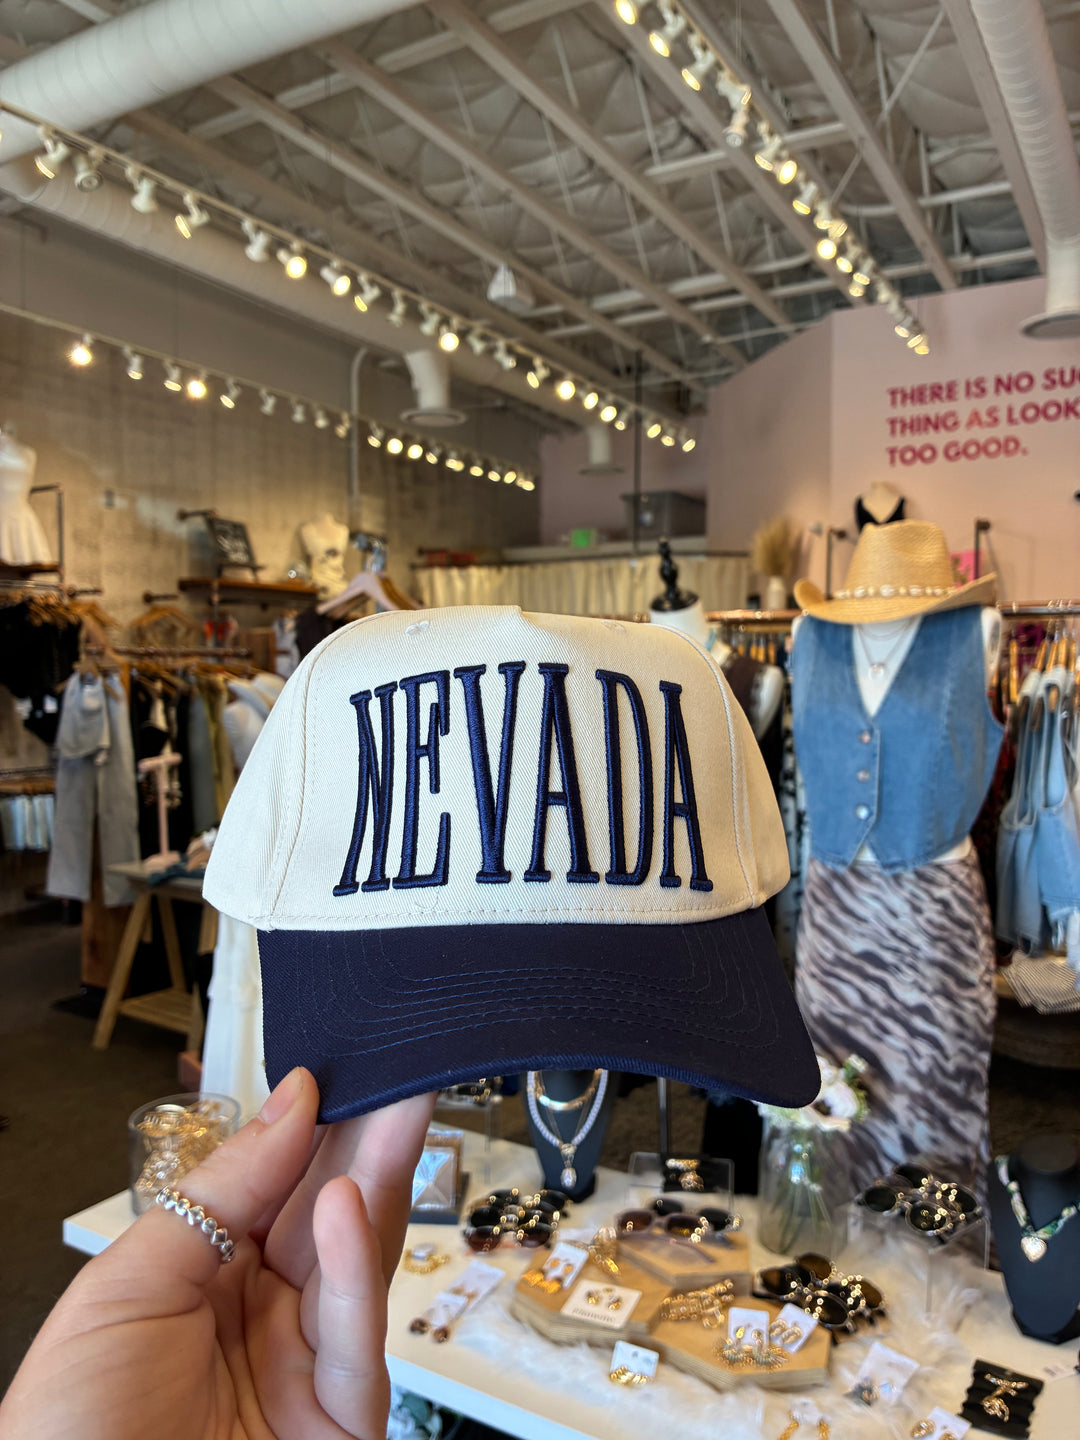 THERE IS NO SU
THING AS LOOK
TOO GOOD.
NEVADA